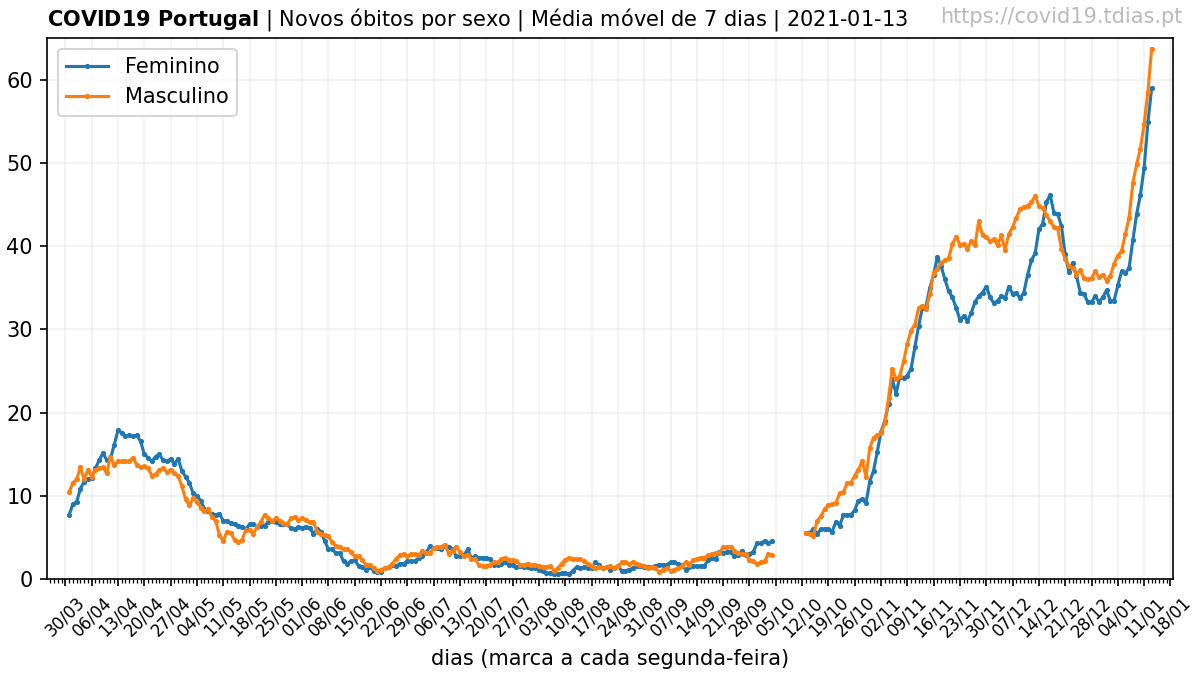 COVID19 Portugal | Novos óbitos por sexo | Média móvel de 7 dias | 2021-01-13
https://covid19.tdias.pt
Feminino
Masculino
60
50
40
30
20
10
0
30/03 06/04 13/04 20/04 27/04 04/05 11/05 18/05 25/05 01/06 08/06 15/06 22/06 29/06 06/07 13/07 20/07 27/07 03/08 10/08 17/08 24/08 31/08 07/09 14/09 21/09 28/09 05/10 12/10 19/10 26/10 02/11 09/11 16/11 23/11 30/11 07/12 14/12 21/12 28/12 04/01 11/01 18/01
dias (marca a cada segunda-feira)